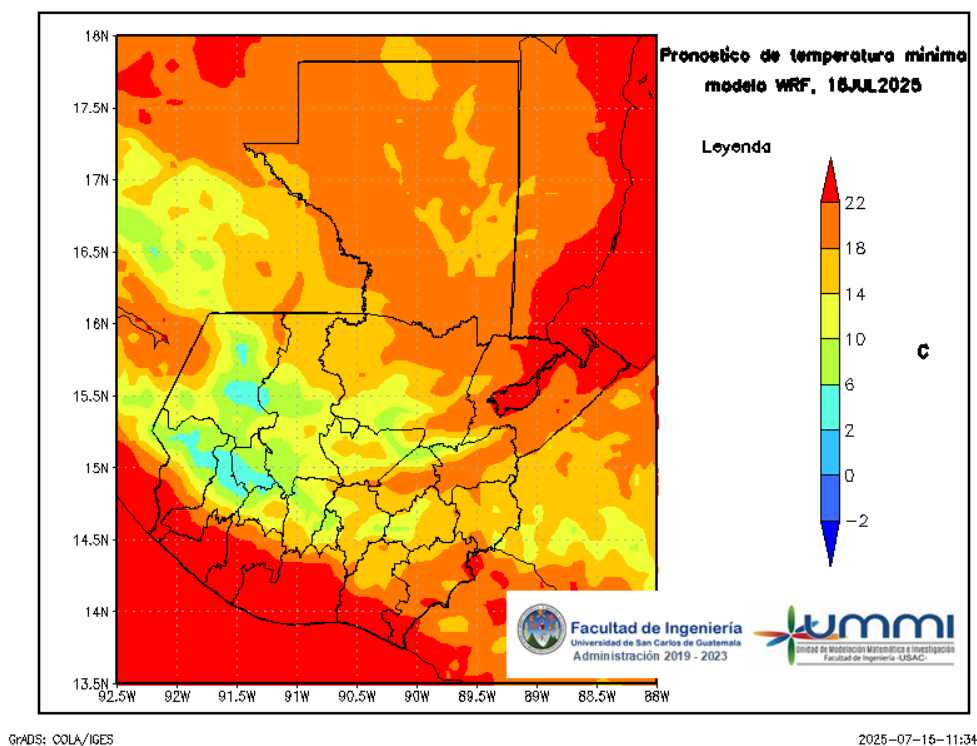 Pronostico de temperatura minima
modelo WRF, 16JUL2025
Leyenda
22
18
14
10
6
2
0
-2
C
18N
17.5N
17N
16.5N
16N
15.5N
15N
14.5N
14N
13.5N
92.5W
92W
91.5W
91W
90.5W
90W
89.5W
89W
88.5W
88W
Facultad de Ingeniería
Universidad de San Carlos de Guatemala
Administración 2019 - 2023
ummi
Unidad de Modelación Matemática e Investigación
Facultad de Ingeniería -USAC-
GrADS: COLA/IGES
2025-07-15-11:34